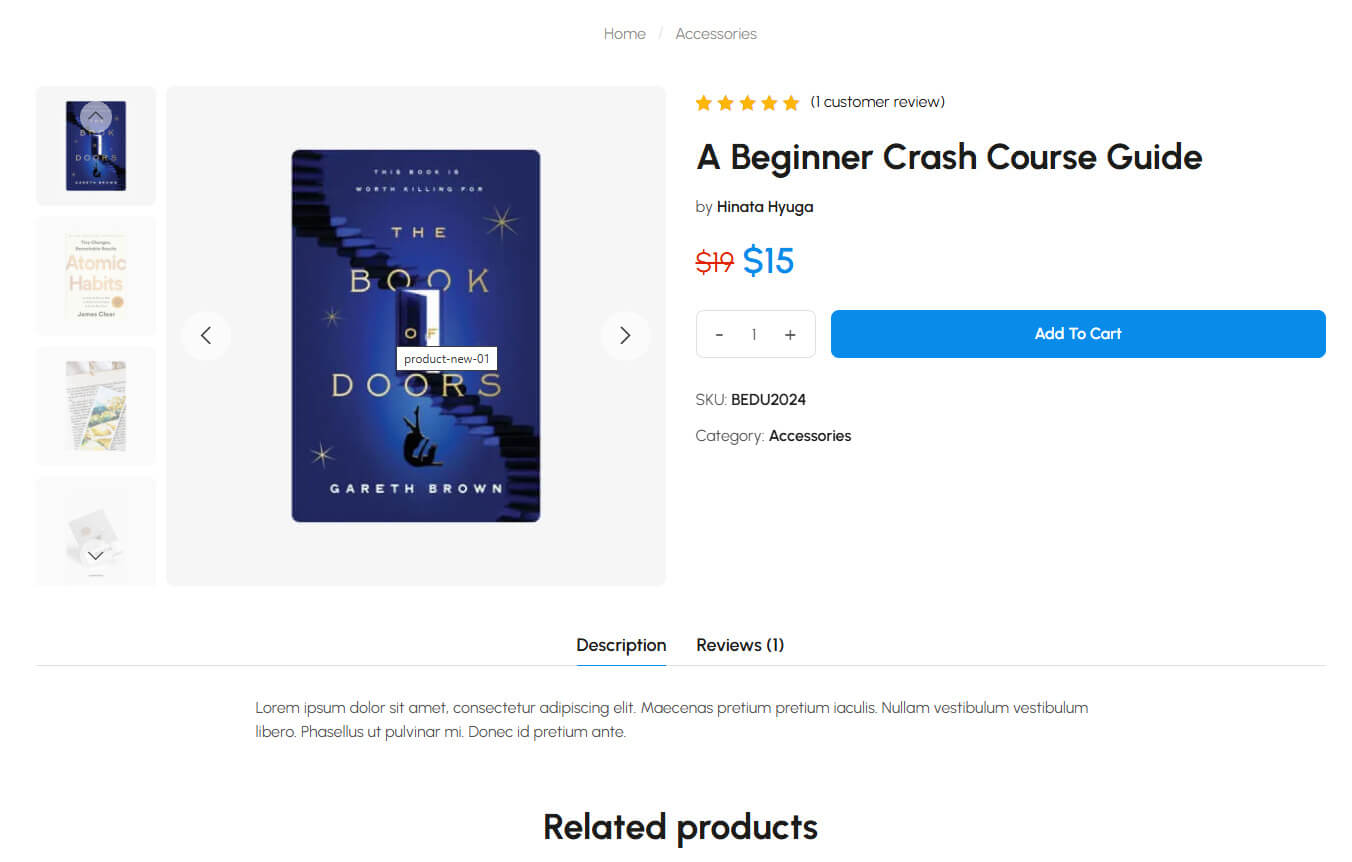 Home / Accessories
BOOK
DOORS
GARETH BROWN
Tiny Changes,
Remarkable Results
Atomic
Habits
James Clear
THIS BOOK IS
WORTH KILLING FOR
THE
BOOK
OF
product-new-01
DOORS
GARETH BROWN
(1 customer review)
A Beginner Crash Course Guide
by Hinata Hyuga
$19 $15
- 1 +
Add To Cart
SKU: BEDU2024
Category: Accessories
Description
Reviews (1)
Lorem ipsum dolor sit amet, consectetur adipiscing elit. Maecenas pretium pretium iaculis. Nullam vestibulum vestibulum
libero. Phasellus ut pulvinar mi. Donec id pretium ante.
Related products